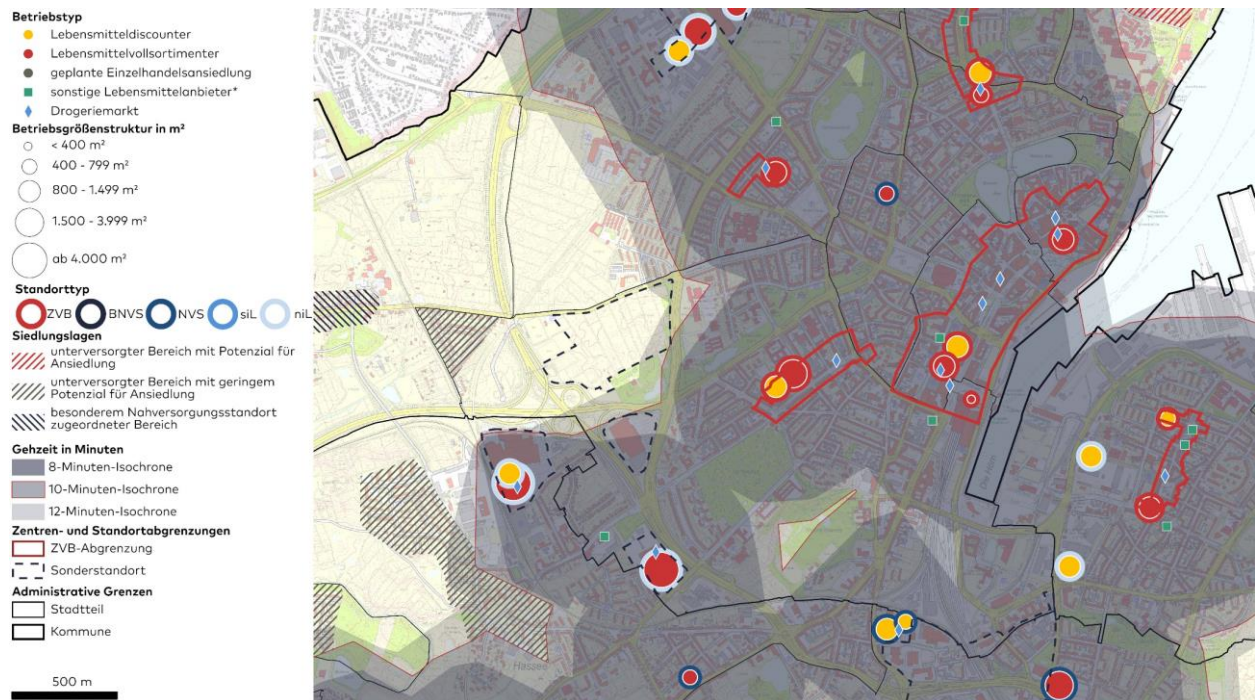 Betriebstyp
Lebensmitteldiscounter
Lebensmittelvollsortimenter
geplante Einzelhandelsansiedlung
sonstige Lebensmittelanbieter*
Drogeriemarkt
Betriebsgrößenstruktur in m²
< 400 m²
400 - 799 m²
800 - 1.499 m²
1.500 - 3.999 m²
ab 4.000 m²
Standorttyp
ZVB BNVS NVS siL niL
Siedlungslagen
unterversorgter Bereich mit Potenzial für
Ansiedlung
unterversorgter Bereich mit geringem
Potenzial für Ansiedlung
besonderem Nahversorgungsstandort
zugeordneter Bereich
Gehzeit in Minuten
8-Minuten-Isochrone
10-Minuten-Isochrone
12-Minuten-Isochrone
Zentren- und Standortabgrenzungen
ZVB-Abgrenzung
Sonderstandort
Administrative Grenzen
Stadtteil
Kommune
500 m
Hassee